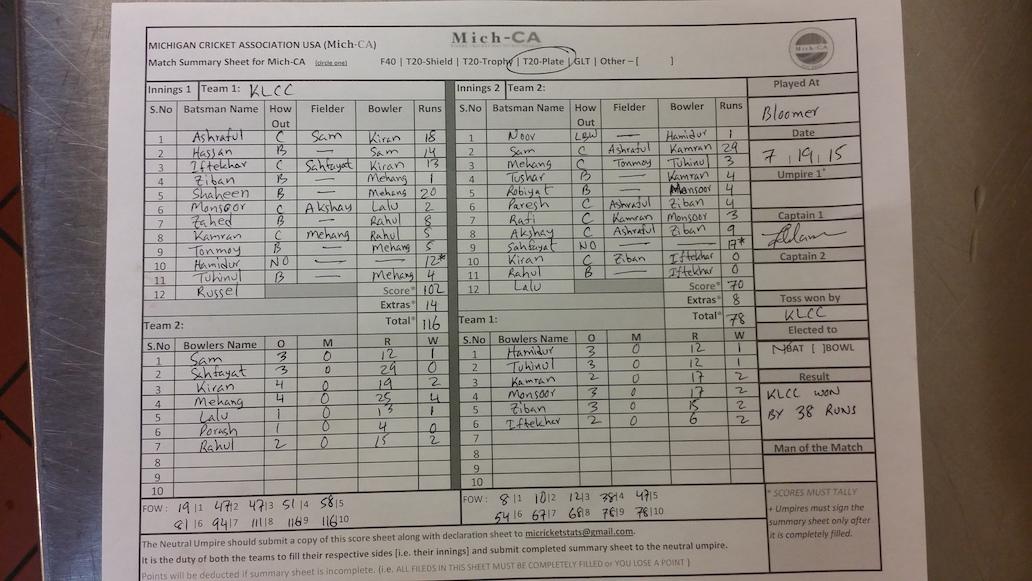 MICHIGAN CRICKET ASSOCIATION USA (Mich-CA)
Mich-CA
Match Summary Sheet for Mich-CA (circle one) F40 | T20-Shield | T20-Trophy | T20-Plate | GLT | Other – [ ]
Innings 1 Team 1: KLCC
S.No Batsman Name How Out Fielder Bowler Runs
1 Ashraful C Sam Kiran 18
2 Hassan B — Sam 14
3 Iftekhar C Sahfayat Kiran 13
4 Ziban B — Mehang 1
5 Shaheen B — Mehang 20
6 Monsoor C Akshay Lalu 2
7 Zahed B — Rahul 8
8 Kamran C Mehang Rahul 5
9 Tonmoy B — Mehang 5
10 Hamidur NO — — 12*
11 Tuhinul B — Mehang 4
12 Russel Score* 102
Extras* 14
Total* 116
Team 2:
S.No Bowlers Name O M R W
1 Sam 3 0 12 1
2 Sahfayat 3 0 29 0
3 Kiran 4 0 19 2
4 Mehang 4 0 25 4
5 Lalu 1 0 13 1
6 Porash 1 0 4 0
7 Rahul 2 0 15 2
8
9
10
FOW : 19|1 47|2 47|3 51|4 58|5
81|6 94|7 111|8 116|9 116|10
Innings 2 Team 2:
S.No Batsman Name How Out Fielder Bowler Runs
1 Noor LBW — Hamidur 1
2 Sam C Ashraful Kamran 29
3 Mehang C Tonmoy Tuhinul 3
4 Tushar B — Kamran 4
5 Robiyat B — Monsoor 4
6 Paresh C Ashraful Ziban 4
7 Rafi C Kamran Monsoor 3
8 Akshay C Ashraful Ziban 9
9 Sahfayat NO — — 17*
10 Kiran C Ziban Iftekhar 0
11 Rahul B — Iftekhar 0
12 Lalu Score* 70
Extras* 8
Total* 78
Team 1:
S.No Bowlers Name O M R W
1 Hamidur 3 0 12 1
2 Tuhinul 3 0 12 1
3 Kamran 2 0 17 2
4 Monsoor 3 0 17 2
5 Ziban 3 0 15 2
6 Iftekhar 2 0 6 2
7
8
9
10
FOW : 8|1 10|2 12|3 38|4 47|5
54|6 67|7 68|8 78|9 78|10
Played At
Bloomer
Date
7, 19, 15
Umpire 1*
Captain 1
Captain 2
Toss won by
KLCC
Elected to
[ ]BAT [ ]BOWL
Result
KLCC WON
BY 38 RUNS
Man of the Match
* SCORES MUST TALLY
+ Umpires must sign the
summary sheet only after
it is completely filled.
The Neutral Umpire should submit a copy of this score sheet along with declaration sheet to micricketstats@gmail.com.
It is duty of both the teams to fill their respective sides [i.e. their innings] and submit completed summary sheet to the neutral umpire.
Points will be deducted if summary sheet is incomplete. (i.e. ALL FILEDS IN THIS SHEET MUST BE COMPLETELY FILLED or YOU LOSE A POINT )